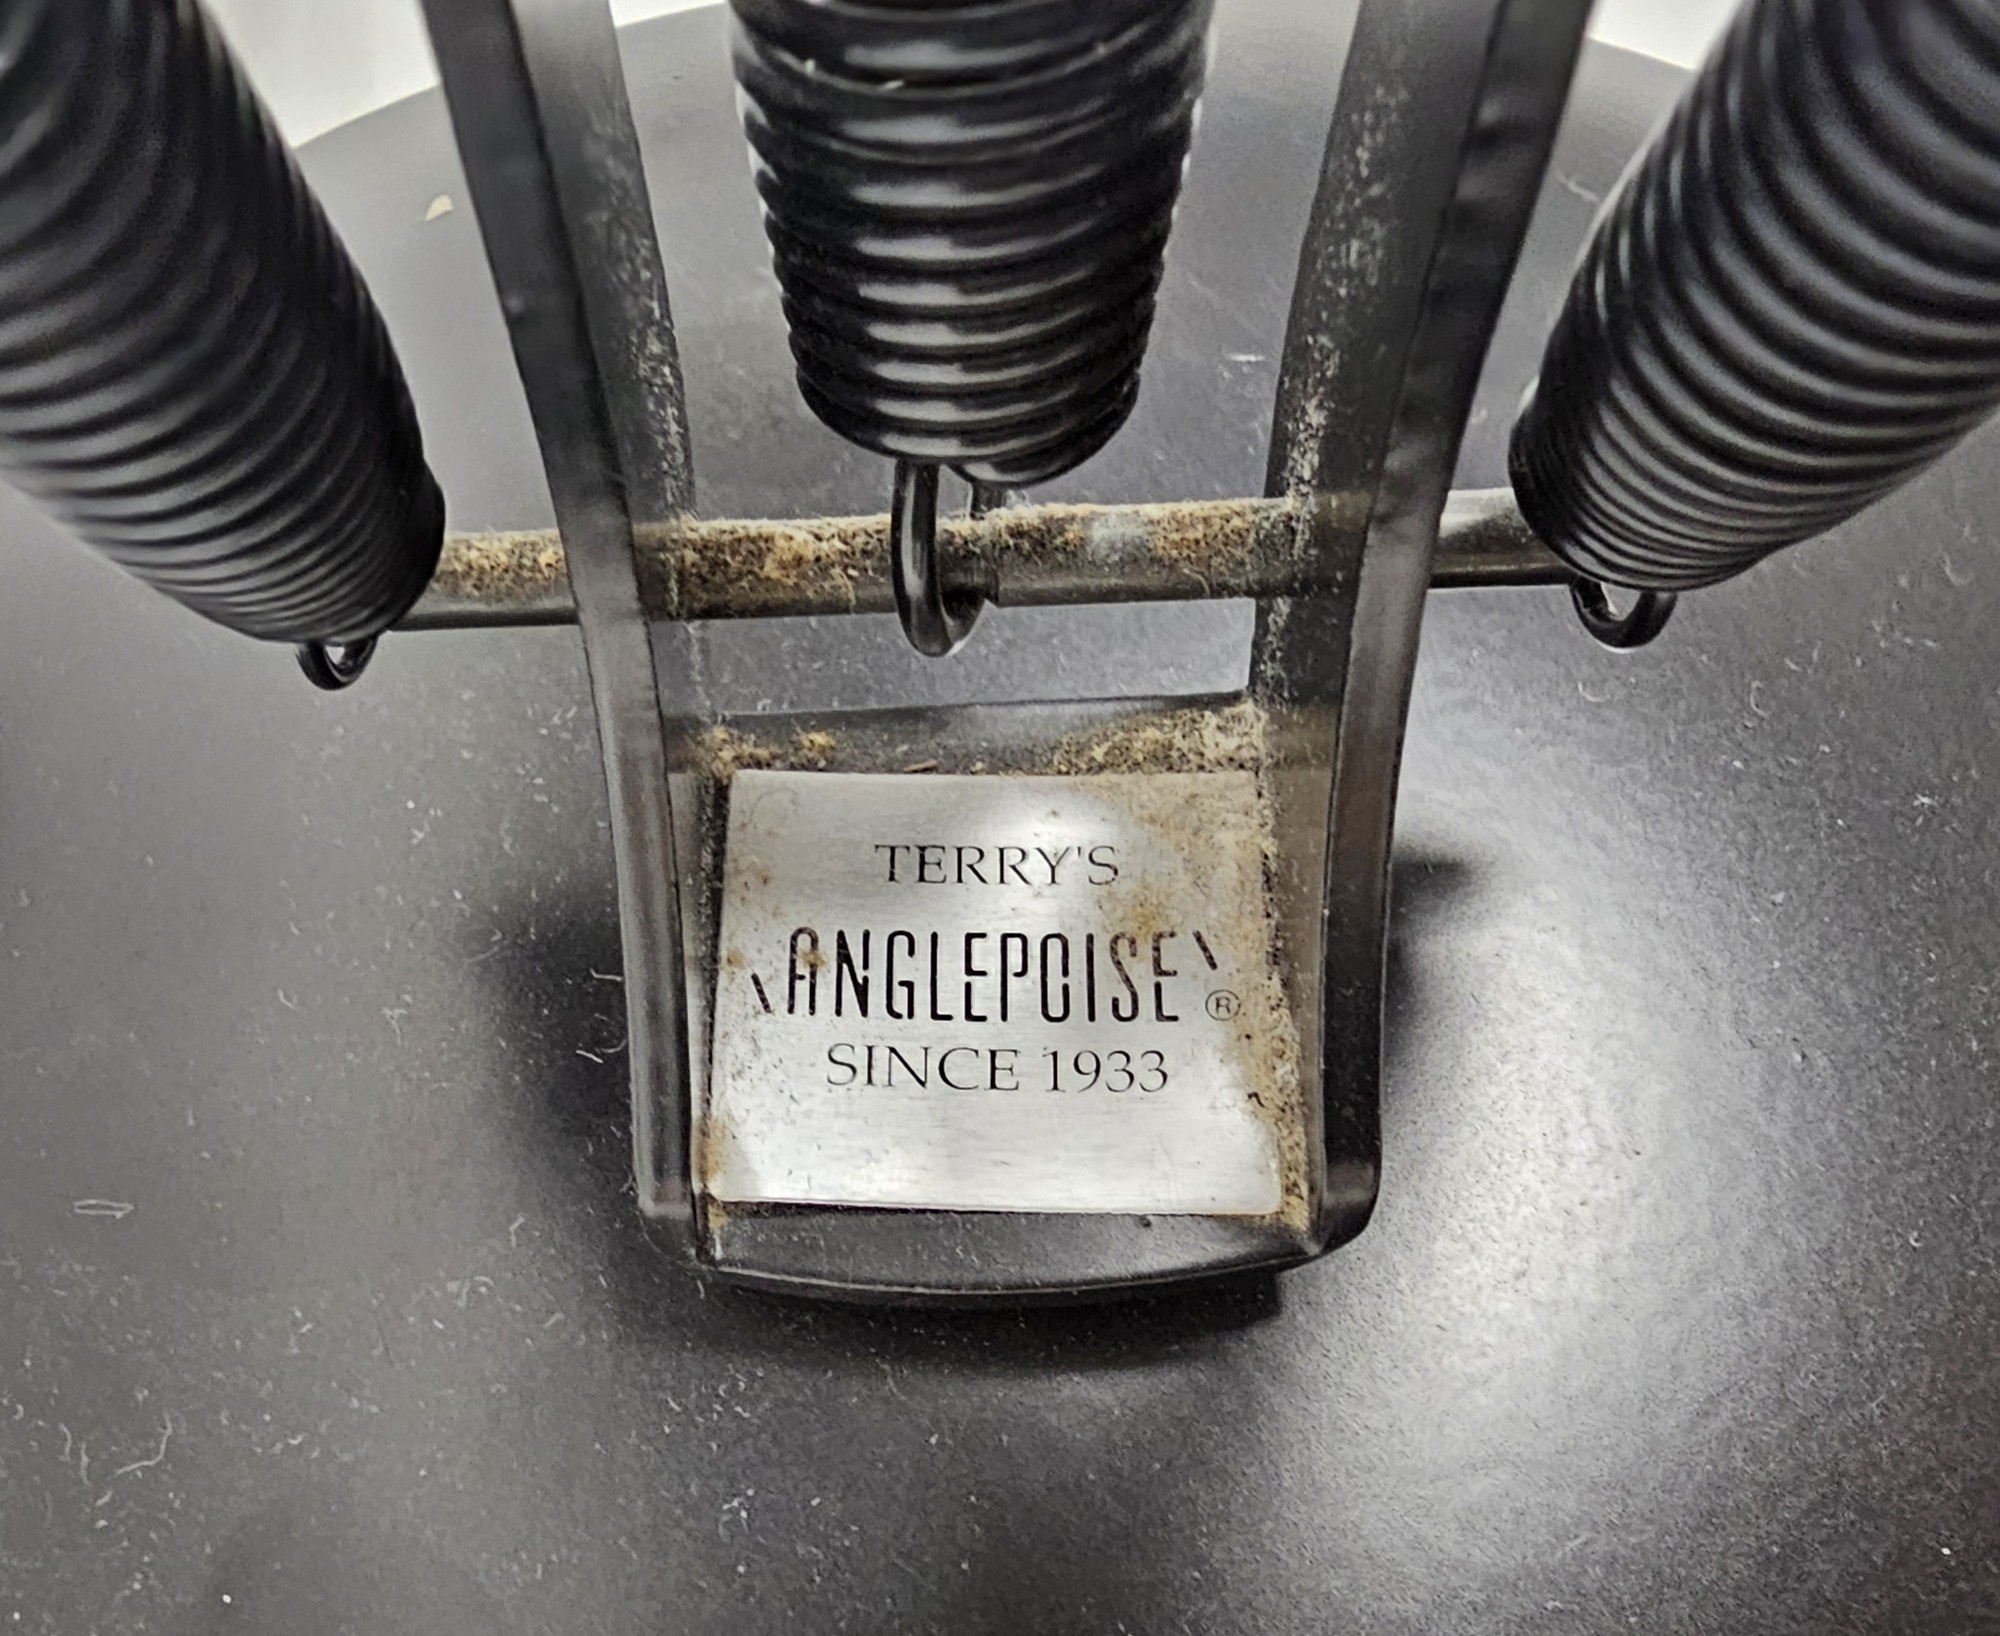 TERRY'S
\ANGLEPOISE\ ®
SINCE 1933